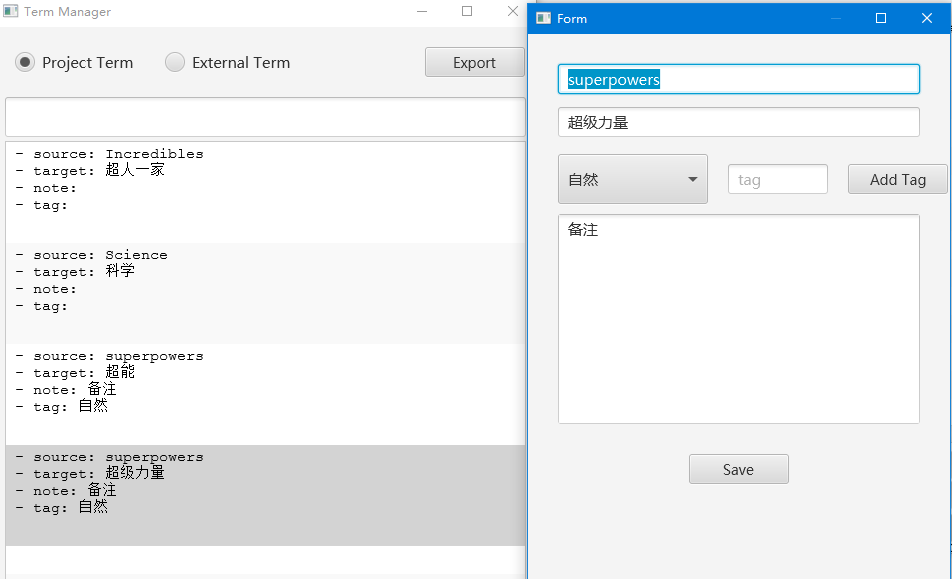 Term Manager
Project Term
External Term
Export
- source: Incredibles
- target: 超人一家
- note:
- tag:
- source: Science
- target: 科学
- note:
- tag:
- source: superpowers
- target: 超能
- note: 备注
- tag: 自然
- source: superpowers
- target: 超级力量
- note: 备注
- tag: 自然
Form
superpowers
超级力量
自然
tag
Add Tag
备注
Save